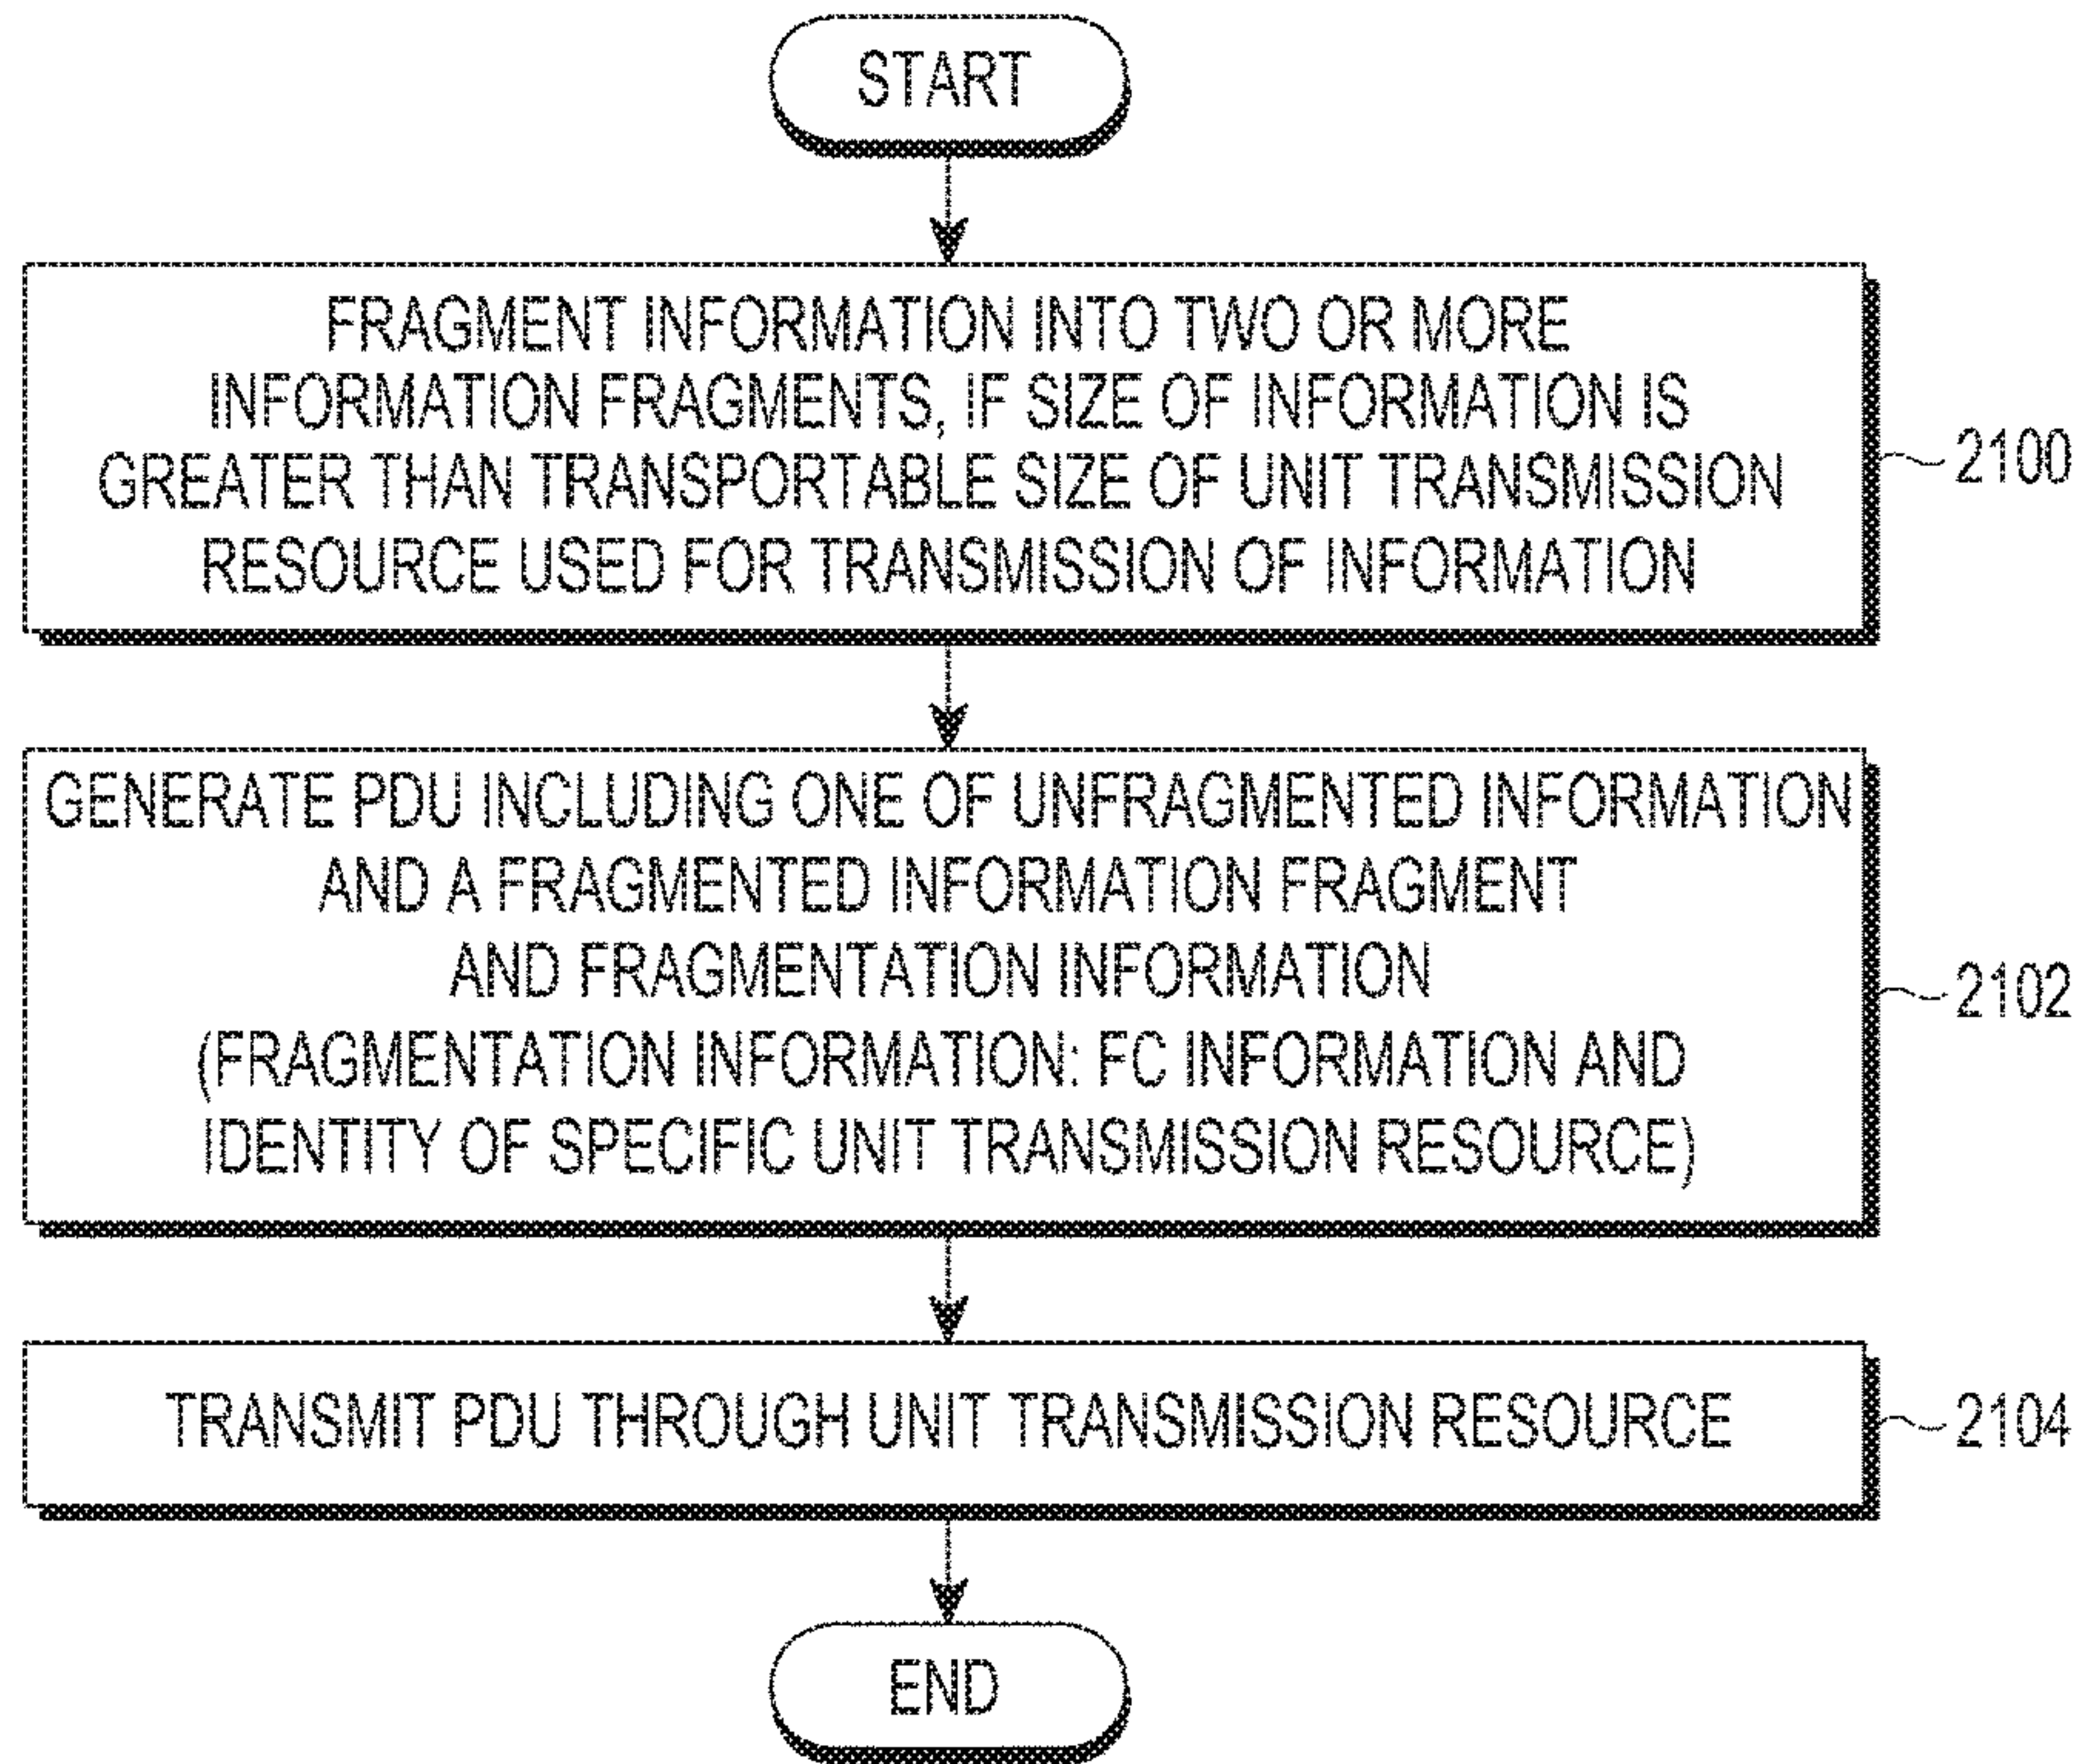 START
FRAGMENT INFORMATION INTO TWO OR MORE
INFORMATION FRAGMENTS, IF SIZE OF INFORMATION IS
GREATER THAN TRANSPORTABLE SIZE OF UNIT TRANSMISSION
RESOURCE USED FOR TRANSMISSION OF INFORMATION
2100
GENERATE PDU INCLUDING ONE OF UNFRAGMENTED INFORMATION
AND A FRAGMENTED INFORMATION FRAGMENT
AND FRAGMENTATION INFORMATION
(FRAGMENTATION INFORMATION: FC INFORMATION AND
IDENTITY OF SPECIFIC UNIT TRANSMISSION RESOURCE)
2102
TRANSMIT PDU THROUGH UNIT TRANSMISSION RESOURCE
2104
END